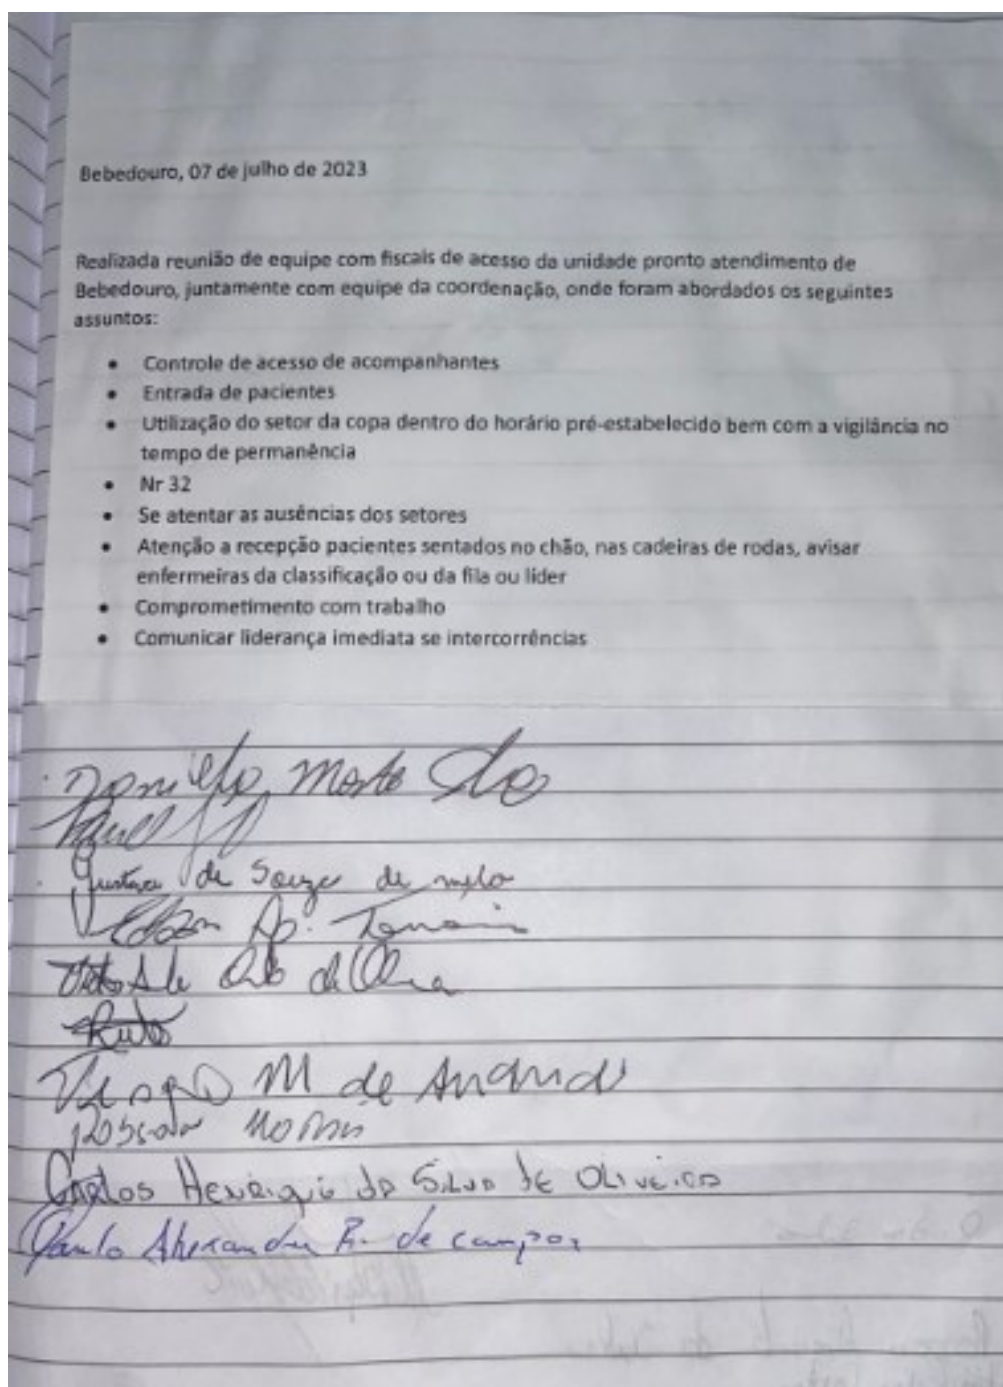 Bebedouro, 07 de julho de 2023
Realizada reunião de equipe com fiscais de acesso da unidade pronto atendimento de
Bebedouro, juntamente com equipe da coordenação, onde foram abordados os seguintes
assuntos:
• Controle de acesso de acompanhantes
• Entrada de pacientes
• Utilização do setor da copa dentro do horário pré-estabelecido bem com a vigilância no
tempo de permanência
• Nr 32
• Se atentar as ausências dos setores
• Atenção a recepção pacientes sentados no chão, nas cadeiras de rodas, avisar
enfermeiras da classificação ou da fila ou líder
• Comprometimento com trabalho
• Comunicar liderança imediata se intercorrências
Gustavo de Souza de melo
Ap.
M de
Carlos Henrique da Silva de Oliveira
Paulo Alexandre R. de campos